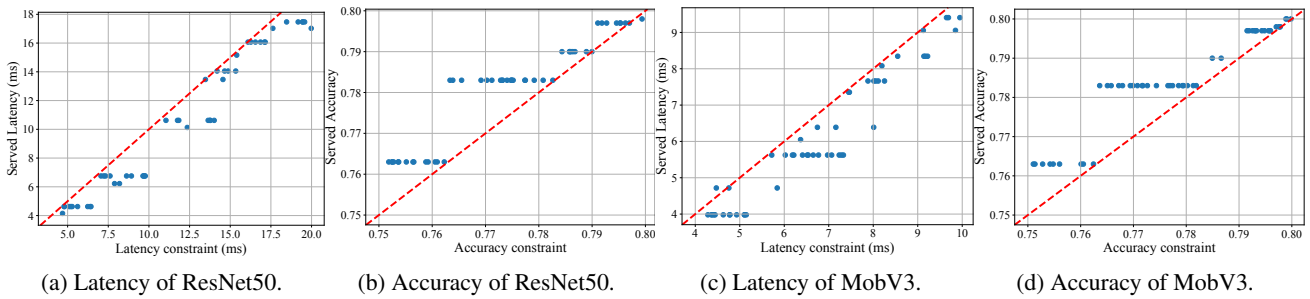 Served Latency (ms)
18
16
14
12
10
8
6
4
5.0 7.5 10.0 12.5 15.0 17.5 20.0
Latency constraint (ms)
(a) Latency of ResNet50.
Served Accuracy
0.80
0.79
0.78
0.77
0.76
0.75
0.75 0.76 0.77 0.78 0.79 0.80
Accuracy constraint
(b) Accuracy of ResNet50.
Served Latency (ms)
9
8
7
6
5
4
4 5 6 7 8 9 10
Latency constraint (ms)
(c) Latency of MobV3.
Served Accuracy
0.80
0.79
0.78
0.77
0.76
0.75
0.75 0.76 0.77 0.78 0.79 0.80
Accuracy constraint
(d) Accuracy of MobV3.